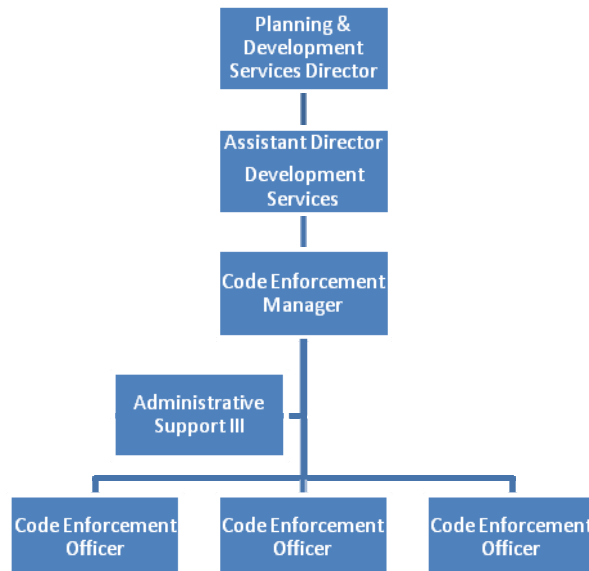 Planning &
Development
Services Director
Assistant Director
Development
Services
Code Enforcement
Manager
Administrative
Support III
Code Enforcement
Officer
Code Enforcement
Officer
Code Enforcement
Officer